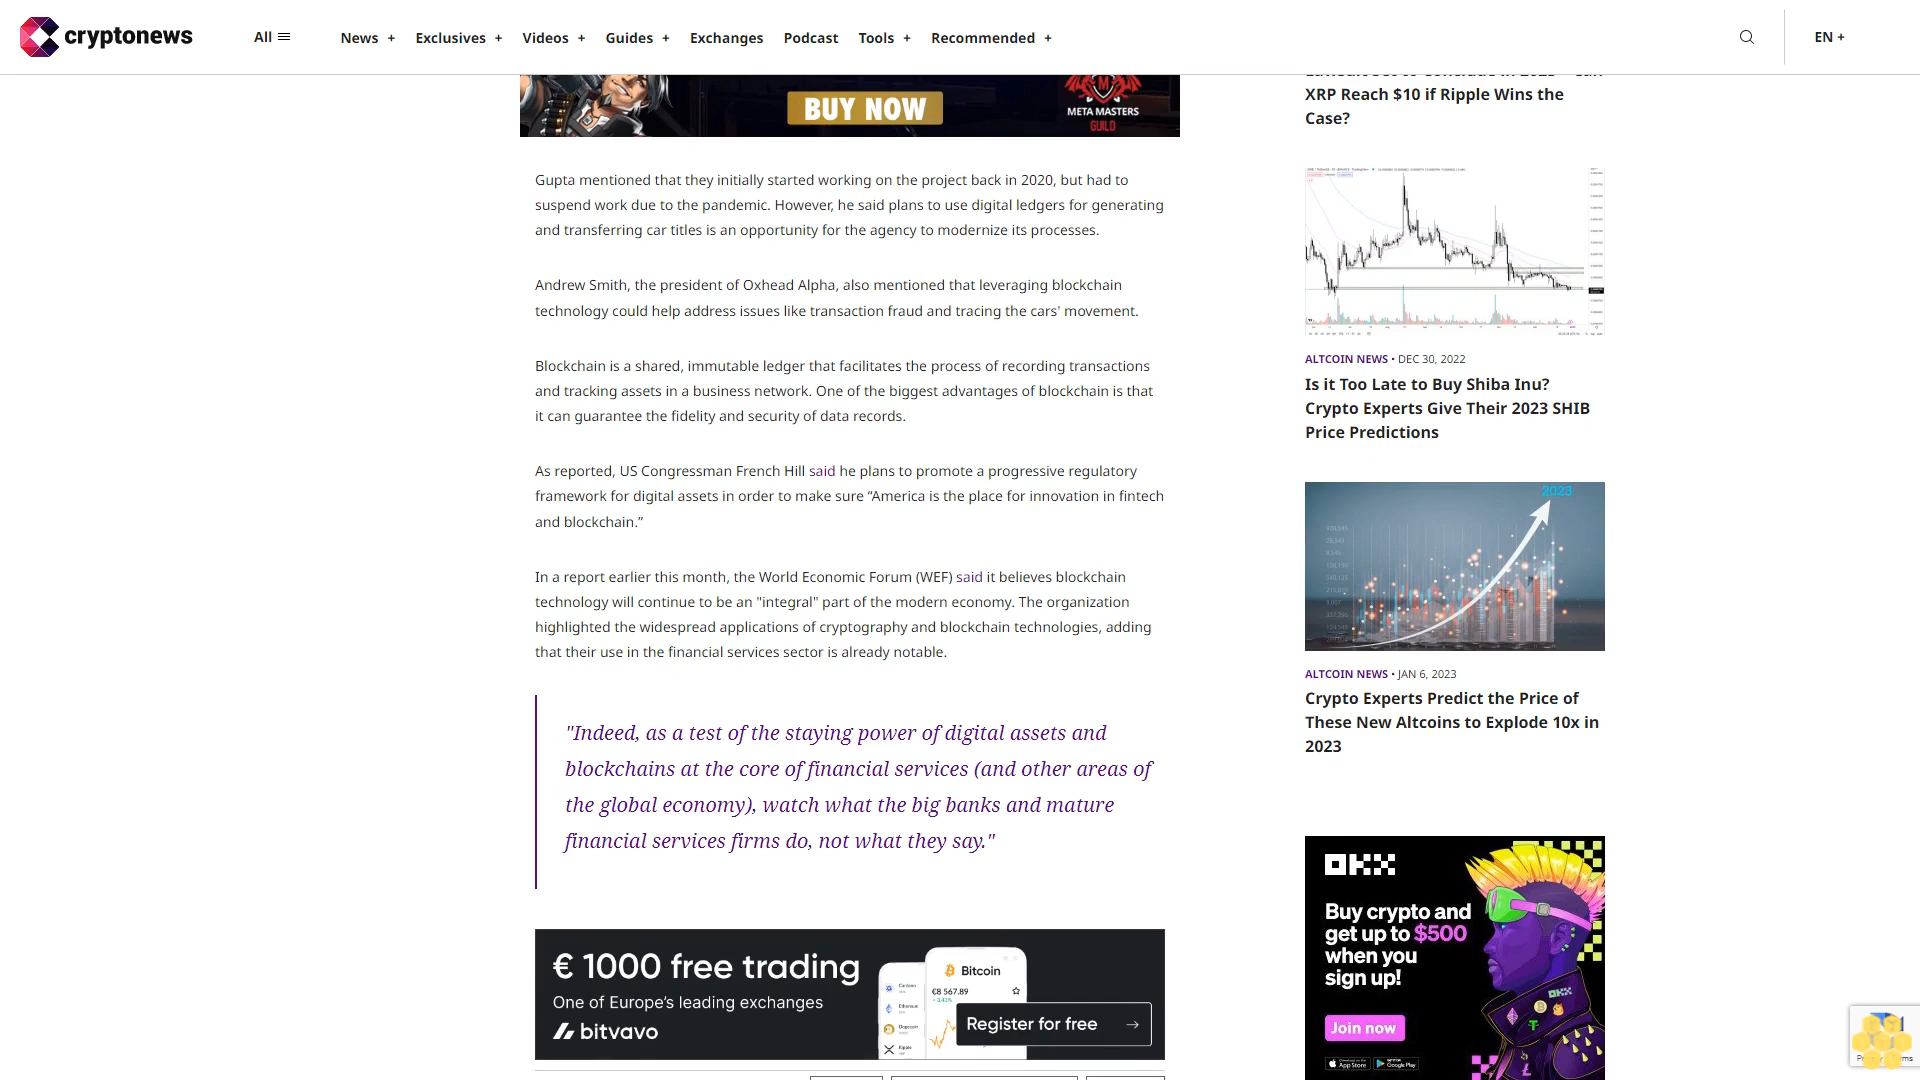 cryptonews
All
News +
Exclusives +
Videos +
Guides +
Exchanges
Podcast
Tools +
Recommended +
EN +
BUY NOW
META MASTERS
GUILD
Gupta mentioned that they initially started working on the project back in 2020, but had to
suspend work due to the pandemic. However, he said plans to use digital ledgers for generating
and transferring car titles is an opportunity for the agency to modernize its processes.
Andrew Smith, the president of Oxhead Alpha, also mentioned that leveraging blockchain
technology could help address issues like transaction fraud and tracing the cars' movement.
Blockchain is a shared, immutable ledger that facilitates the process of recording transactions
and tracking assets in a business network. One of the biggest advantages of blockchain is that
it can guarantee the fidelity and security of data records.
As reported, US Congressman French Hill said he plans to promote a progressive regulatory
framework for digital assets in order to make sure “America is the place for innovation in fintech
and blockchain.”
In a report earlier this month, the World Economic Forum (WEF) said it believes blockchain
technology will continue to be an "integral" part of the modern economy. The organization
highlighted the widespread applications of cryptography and blockchain technologies, adding
that their use in the financial services sector is already notable.
"Indeed, as a test of the staying power of digital assets and
blockchains at the core of financial services (and other areas of
the global economy), watch what the big banks and mature
financial services firms do, not what they say."
€ 1000 free trading
One of Europe's leading exchanges
bitvavo
Bitcoin
€8 567.89
Register for free →
XRP Reach $10 if Ripple Wins the
Case?
ALTCOIN NEWS • DEC 30, 2022
Is it Too Late to Buy Shiba Inu?
Crypto Experts Give Their 2023 SHIB
Price Predictions
2023
ALTCOIN NEWS • JAN 6, 2023
Crypto Experts Predict the Price of
These New Altcoins to Explode 10x in
2023
OKX
Buy crypto and
get up to $500
when you
sign up!
Join now
App Store
Google Play